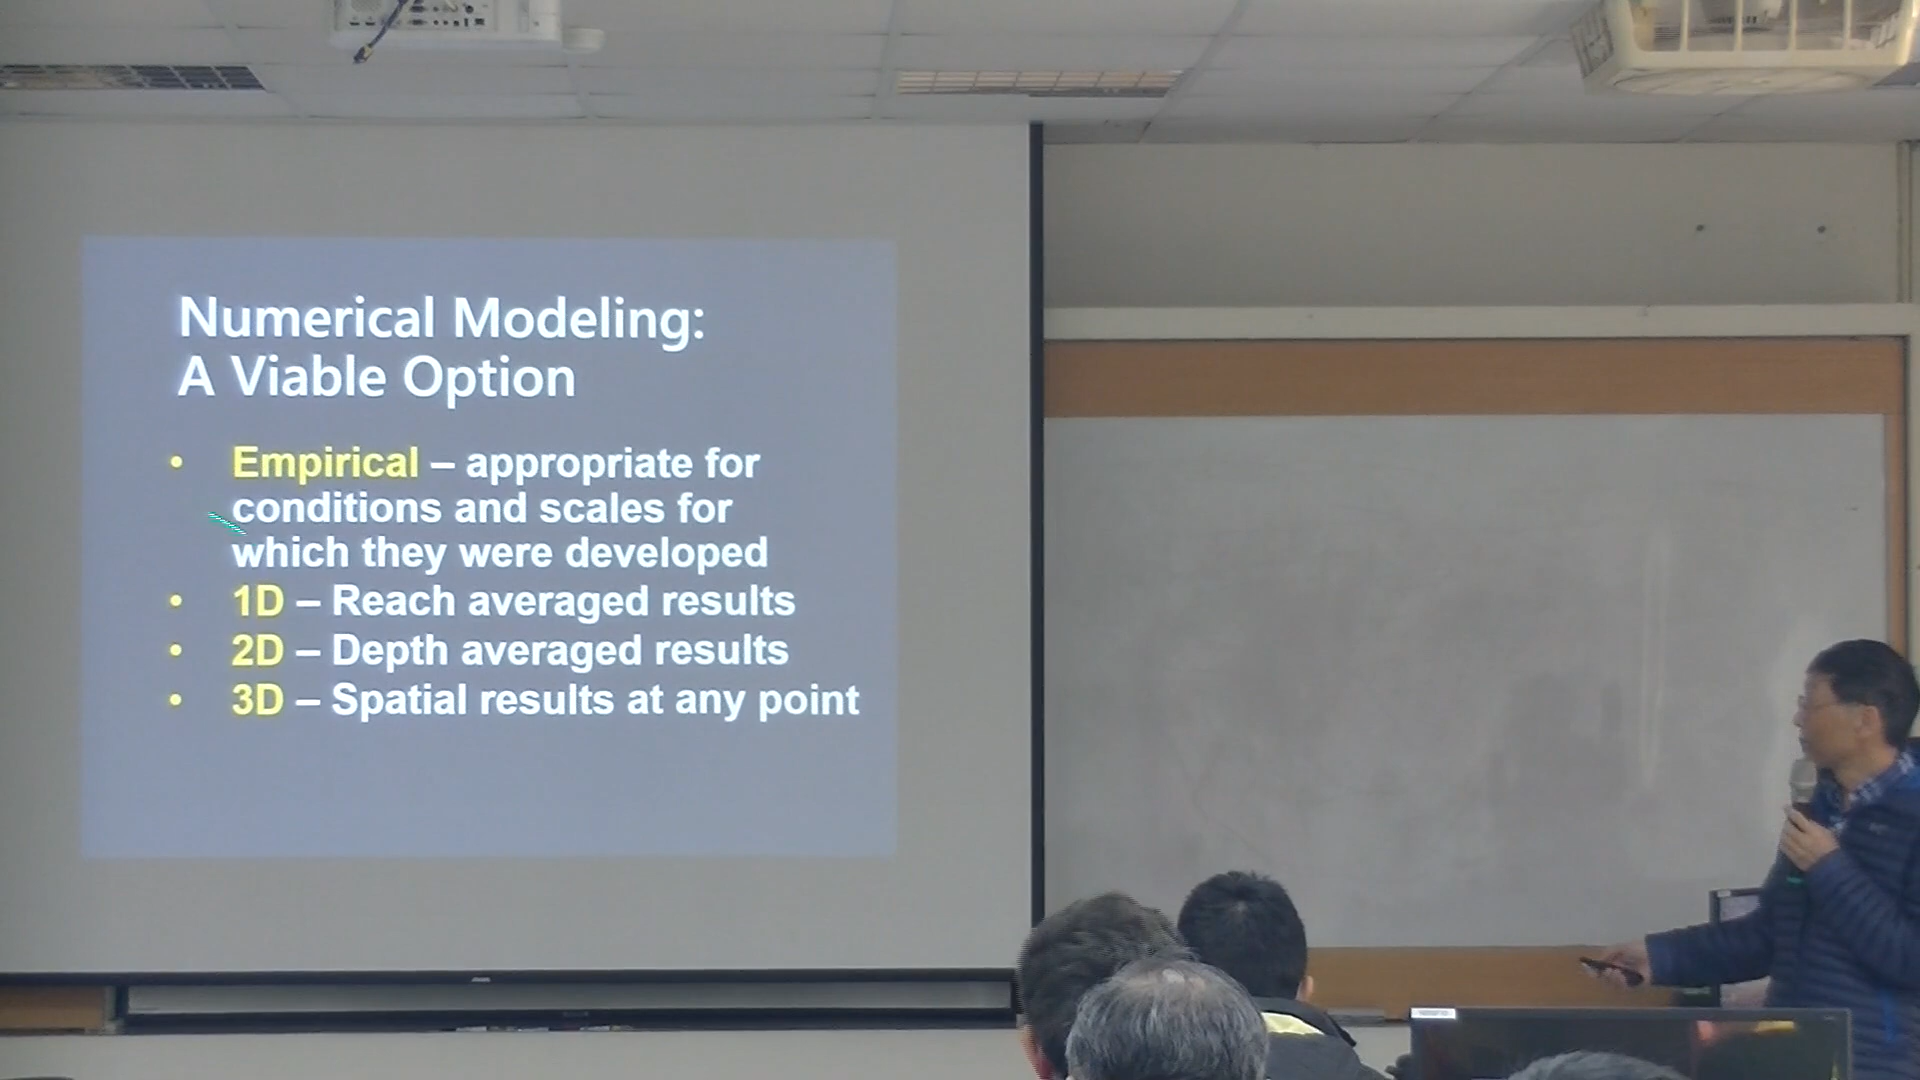 Numerical Modeling:
A Viable Option
• Empirical – appropriate for
conditions and scales for
which they were developed
• 1D – Reach averaged results
• 2D – Depth averaged results
• 3D – Spatial results at any point